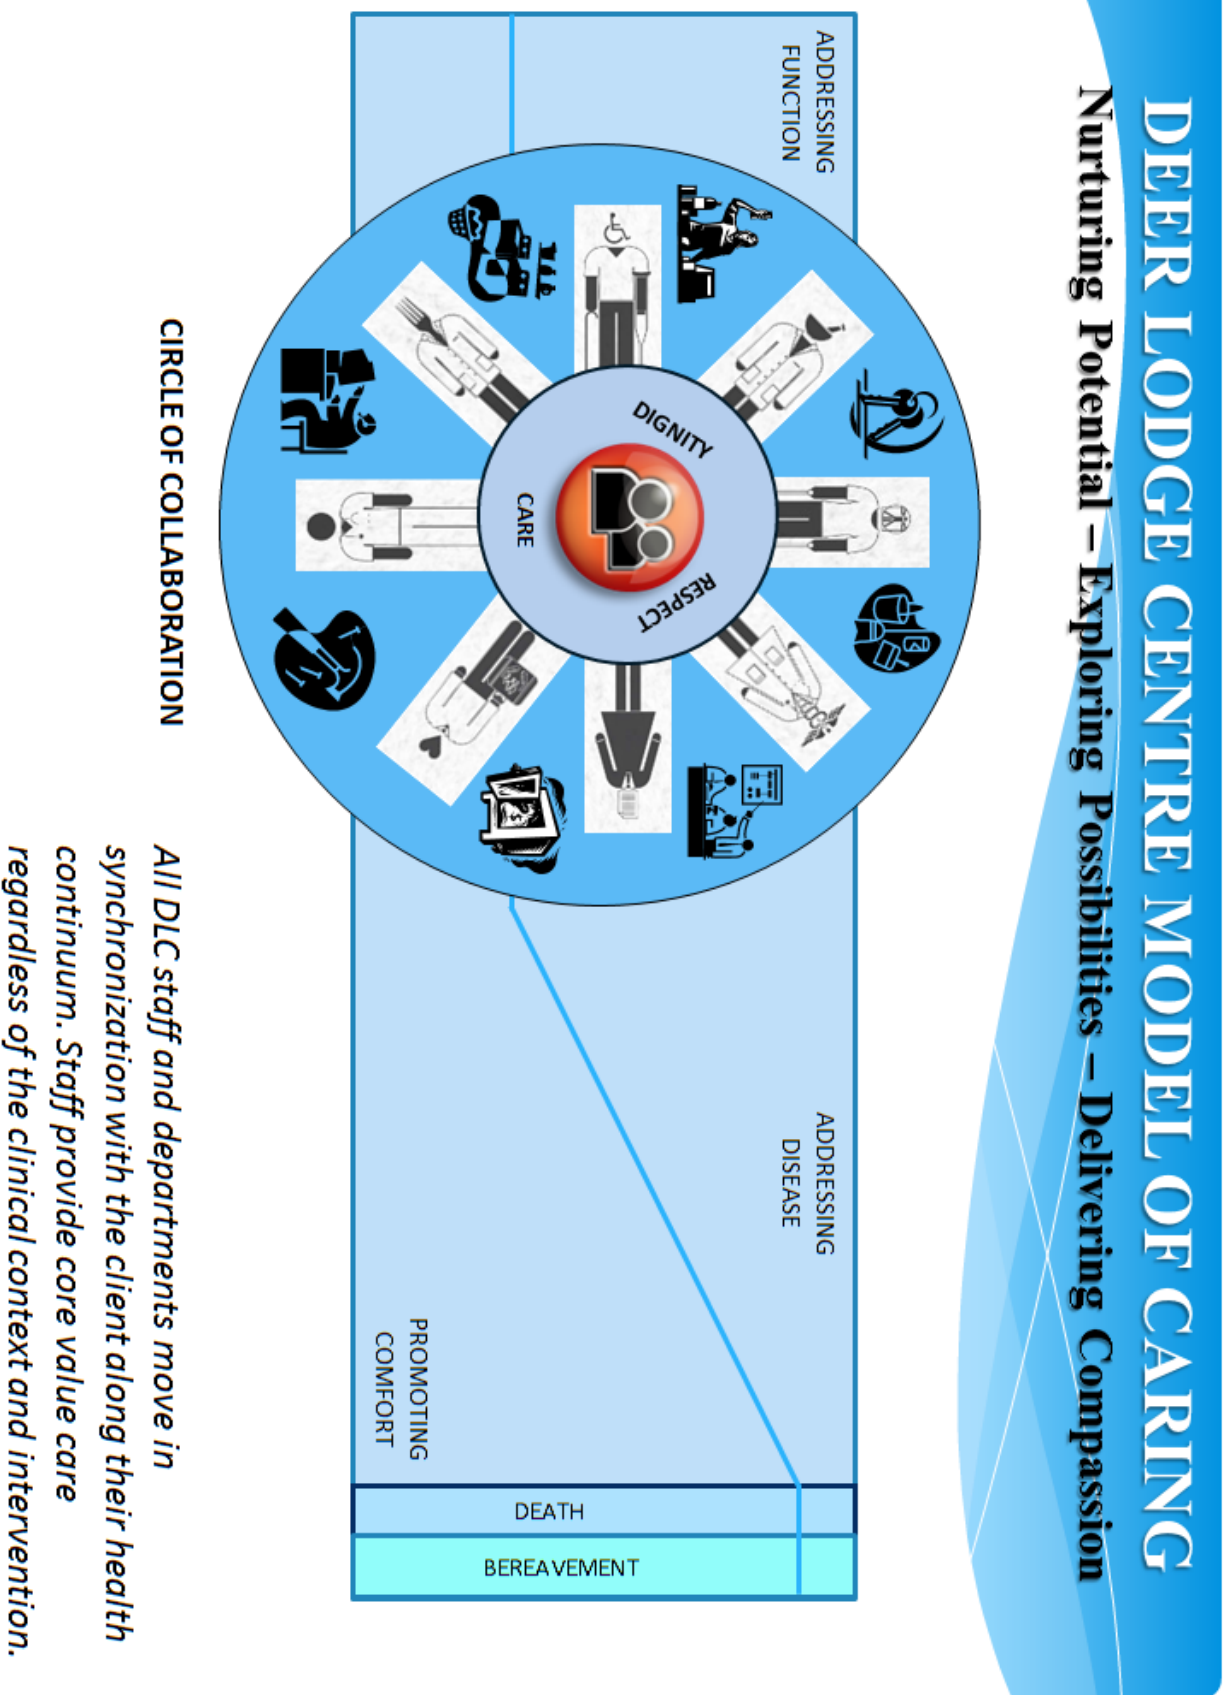 DEER LODGE CENTRE MODEL OF CARING
Nurturing Potential – Exploring Possibilities – Delivering Compassion
ADDRESSING
FUNCTION
ADDRESSING
DISEASE
DIGNITY
RESPECT
CARE
PROMOTING
COMFORT
DEATH
BEREAVEMENT
CIRCLE OF COLLABORATION
All DLC staff and departments move in
synchronization with the client along their health
continuum. Staff provide core value care
regardless of the clinical context and intervention.